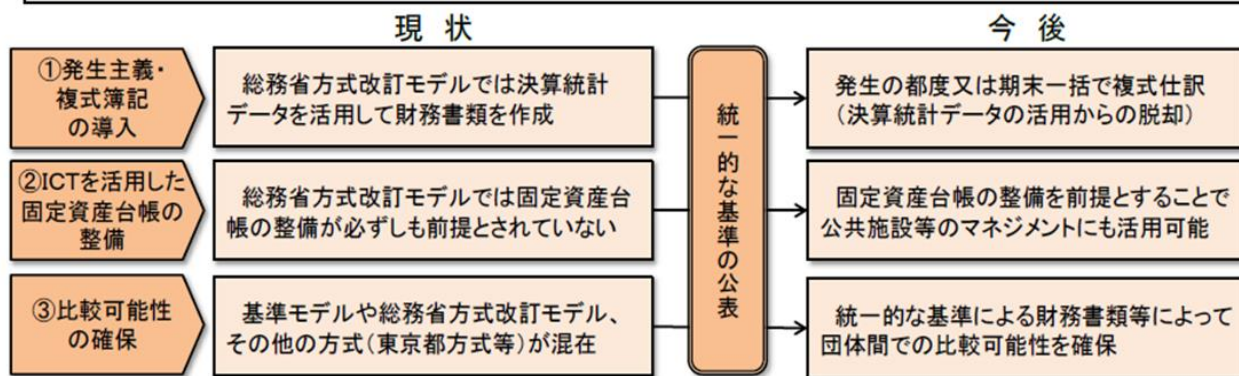 現 状
今 後
①発生主義・
複式簿記
の導入
総務省方式改訂モデルでは決算統計
データを活用して財務書類を作成
発生の都度又は期末一括で複式仕訳
(決算統計データの活用からの脱却)
②ICTを活用した
固定資産台帳の
整備
総務省方式改訂モデルでは固定資産台
帳の整備が必ずしも前提とされていない
固定資産台帳の整備を前提とすることで
公共施設等のマネジメントにも活用可能
③比較可能性
の確保
基準モデルや総務省方式改訂モデル、
その他の方式(東京都方式等)が混在
統一的な基準による財務書類等によって
団体間での比較可能性を確保
統一的な基準の公表